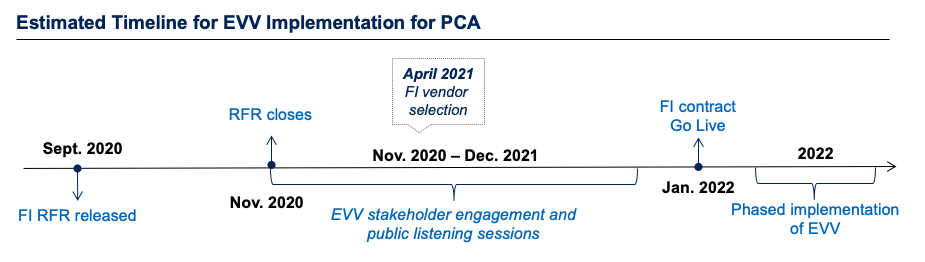 Estimated Timeline for EVV Implementation for PCA
April 2021
FI vendor
selection
RFR closes
FI contract
Go Live
Sept. 2020
Nov. 2020 – Dec. 2021
2022
Nov. 2020
Jan. 2022
FI RFR released
EVV stakeholder engagement and
public listening sessions
Phased implementation
of EVV